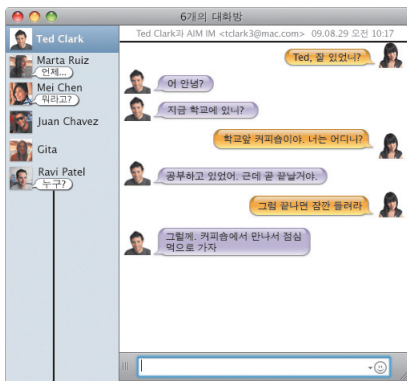 6개의 대화방
Ted Clark
Marta Ruiz
언제...
Mei Chen
뭐라고?
Juan Chavez
Gita
Ravi Patel
누구?
Ted Clark과 AIM IM <tclark3@mac.com> 09.08.29 오전 10:17
Ted, 잘 있었니?
어 안녕?
지금 학교에 있니?
학교앞 커피숍이야. 너는 어디니?
공부하고 있었어. 근데 곧 끝날거야.
그럼 끝나면 잠깐 들려라
그럴께. 커피숍에서 만나서 점심
먹으로 가자